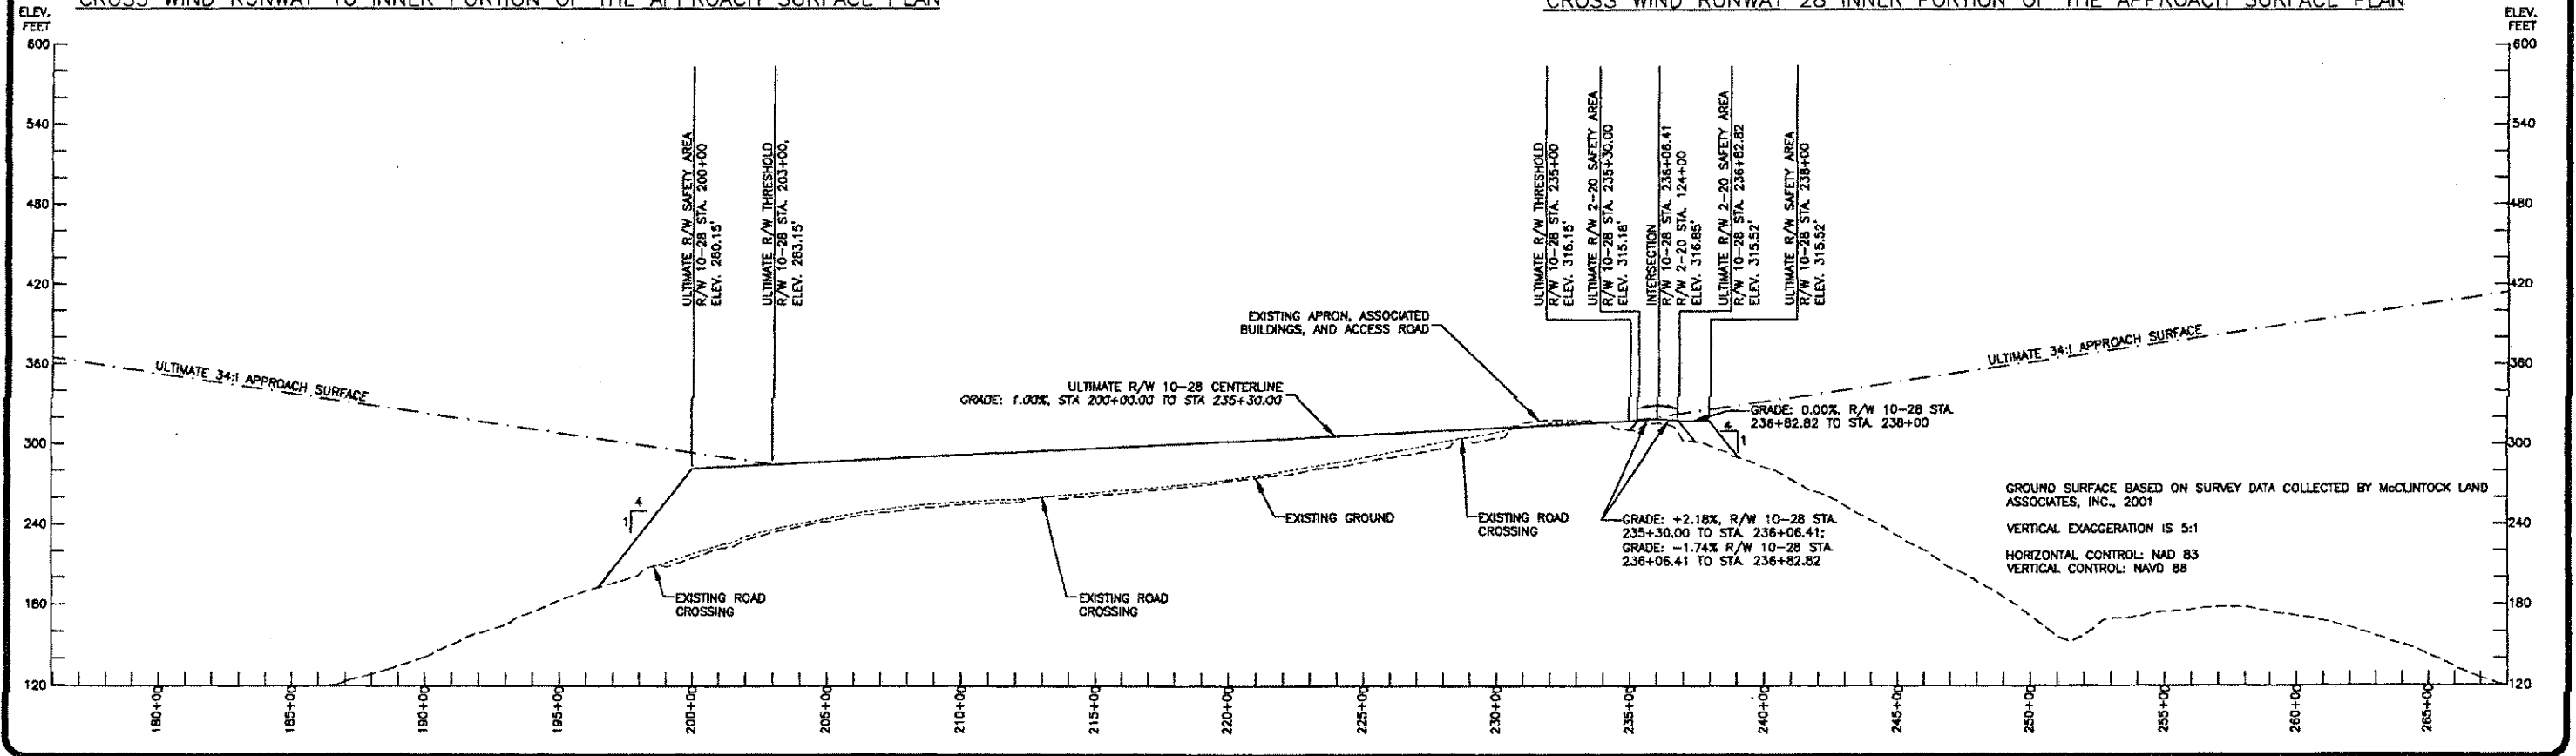 CROSS WIND RUNWAY 10 INNER PORTION OF THE APPROACH SURFACE PLAN
CROSS WIND RUNWAY 28 INNER PORTION OF THE APPROACH SURFACE PLAN
ELEV.
FEET
600
540
480
420
360
300
240
180
120
ELEV.
FEET
600
540
480
420
360
300
240
180
120
ULTIMATE R/W SAFETY AREA
R/W 10-28 STA. 200+00
ELEV. 280.15'
ULTIMATE R/W THRESHOLD
R/W 10-28 STA. 203+00,
ELEV. 283.15'
ULTIMATE R/W THRESHOLD
R/W 10-28 STA. 235+00
ELEV. 315.15'
ULTIMATE R/W 2-20 SAFETY AREA
R/W 10-28 STA. 235+30.00
ELEV. 315.18'
INTERSECTION
R/W 10-28 STA. 236+06.41
R/W 2-20 STA. 124+00
ELEV. 316.85'
ULTIMATE R/W 2-20 SAFETY AREA
R/W 10-28 STA. 236+82.82
ELEV. 315.52'
ULTIMATE R/W SAFETY AREA
R/W 10-28 STA. 238+00
ELEV. 315.52'
EXISTING APRON, ASSOCIATED
BUILDINGS, AND ACCESS ROAD
ULTIMATE 34:1 APPROACH SURFACE
ULTIMATE 34:1 APPROACH SURFACE
ULTIMATE R/W 10-28 CENTERLINE
GRADE: 1.00%, STA 200+00.00 TO STA 235+30.00
GRADE: 0.00%, R/W 10-28 STA.
236+82.82 TO STA. 238+00
4
1
4
1
EXISTING GROUND
EXISTING ROAD
CROSSING
GRADE: +2.18%, R/W 10-28 STA.
235+30.00 TO STA. 236+06.41;
GRADE: -1.74% R/W 10-28 STA.
236+06.41 TO STA. 236+82.82
GROUND SURFACE BASED ON SURVEY DATA COLLECTED BY McCLINTOCK LAND
ASSOCIATES, INC., 2001
VERTICAL EXAGGERATION IS 5:1
HORIZONTAL CONTROL: NAD 83
VERTICAL CONTROL: NAVD 88
EXISTING ROAD
CROSSING
EXISTING ROAD
CROSSING
180+00
185+00
190+00
195+00
200+00
205+00
210+00
215+00
220+00
225+00
230+00
235+00
240+00
245+00
250+00
255+00
260+00
265+00